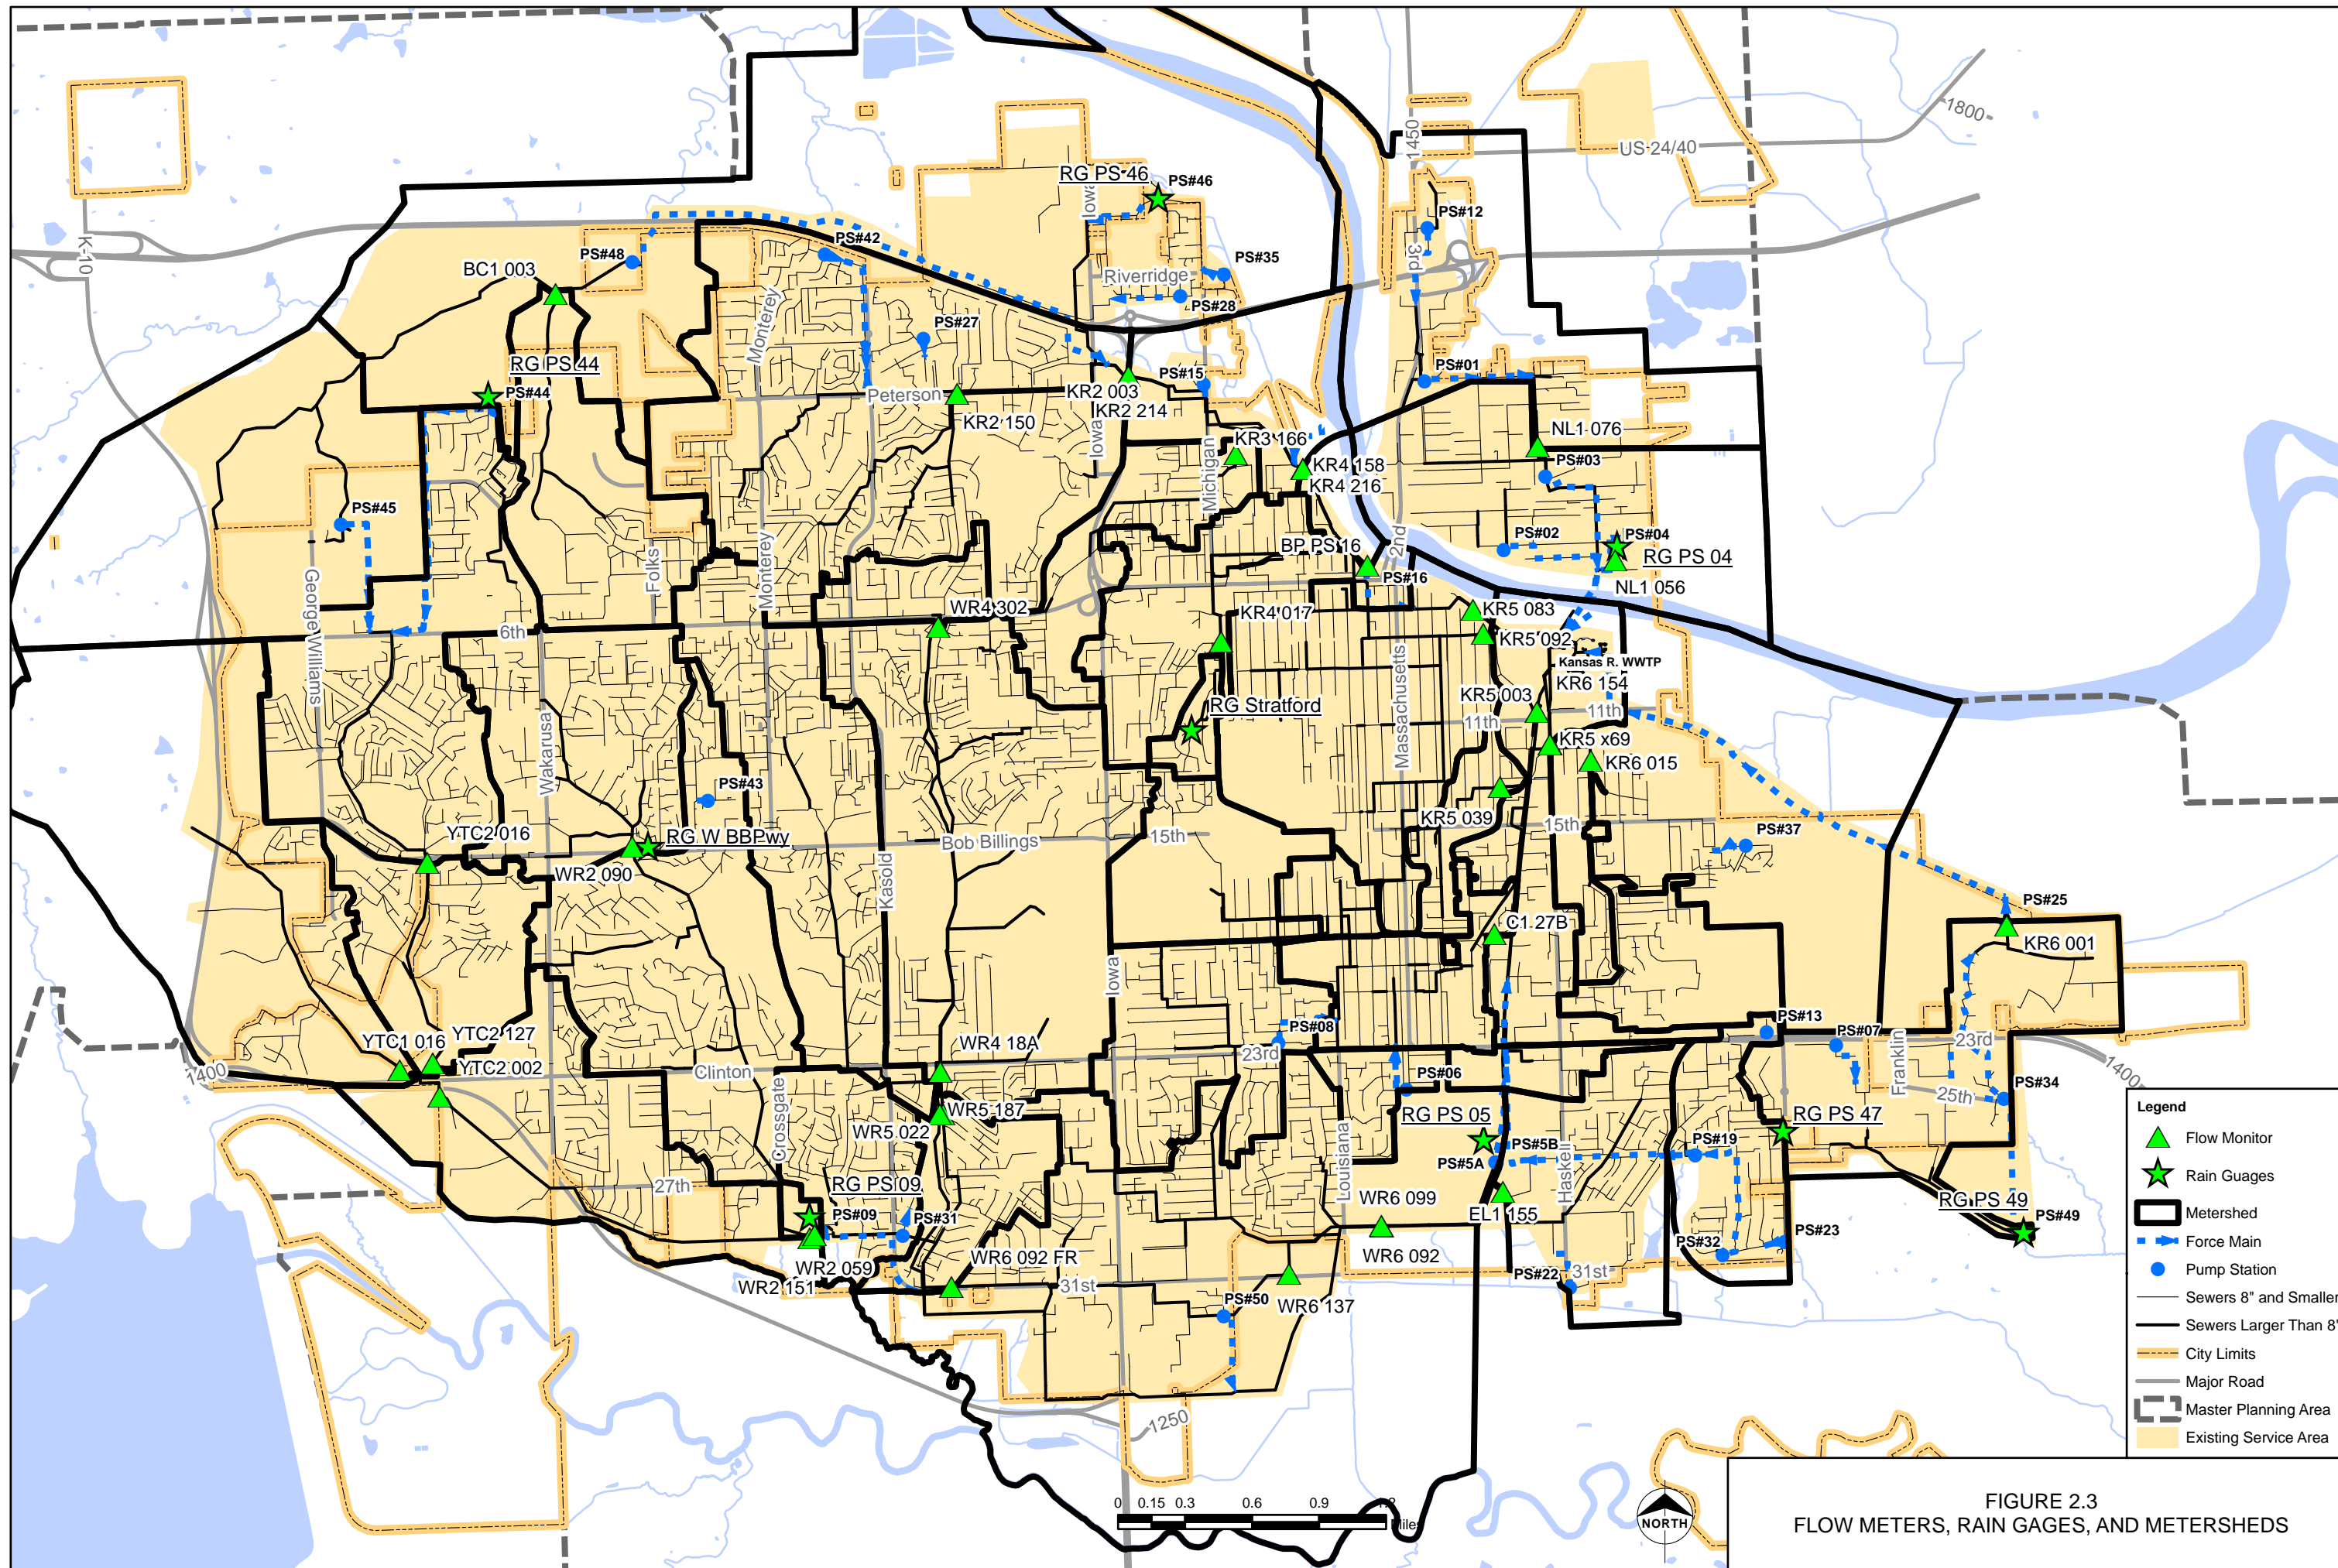 1800
1450
US 24/40
RG PS 46
PS#46
Iowa
PS#12
K-10
PS#48
PS#42
3rd
BC1 003
Riverridge
PS#35
PS#28
Monterey
PS#27
RG PS 44
PS#44
PS#15
PS#01
Peterson
KR2 003
KR2 214
KR2 150
Iowa
Michigan
KR3 166
NL1 076
KR4 158
PS#03
KR4 216
PS#45
2nd
PS#02
PS#04
BP PS 16
RG PS 04
George Williams
Folks
Monterey
PS#16
NL1 056
WR4 302
KR4 017
KR5 083
6th
KR5 092
Kansas R. WWTP
KR6 154
Massachusetts
KR5 003
RG Stratford
11th
11th
Wakarusa
KR5 x69
KR6 015
PS#43
YTC2 016
RG W BBPwy
Bob Billings
15th
KR5 039
15th
PS#37
WR2 090
Kasold
PS#25
C1 27B
KR6 001
Iowa
YTC1 016
YTC2 127
WR4 18A
PS#08
PS#13
PS#07
23rd
23rd
YTC2 002
1400
Clinton
Crossgate
PS#06
Franklin
1400
PS#34
25th
WR5 187
WR5 022
RG PS 05
RG PS 47
Louisiana
PS#5B
PS#19
PS#5A
Haskell
27th
RG PS 09
WR6 099
RG PS 49
PS#09
PS#31
EL1 155
PS#49
PS#23
PS#32
WR6 092 FR
WR6 092
WR2 059
WR2 151
31st
PS#22
31st
PS#50
WR6 137
1250
Legend
Flow Monitor
Rain Guages
Metershed
Force Main
Pump Station
Sewers 8" and Smaller
Sewers Larger Than 8"
City Limits
Major Road
Master Planning Area
Existing Service Area
0 0.15 0.3 0.6 0.9 1.2
Miles
NORTH
FIGURE 2.3
FLOW METERS, RAIN GAGES, AND METERSHEDS